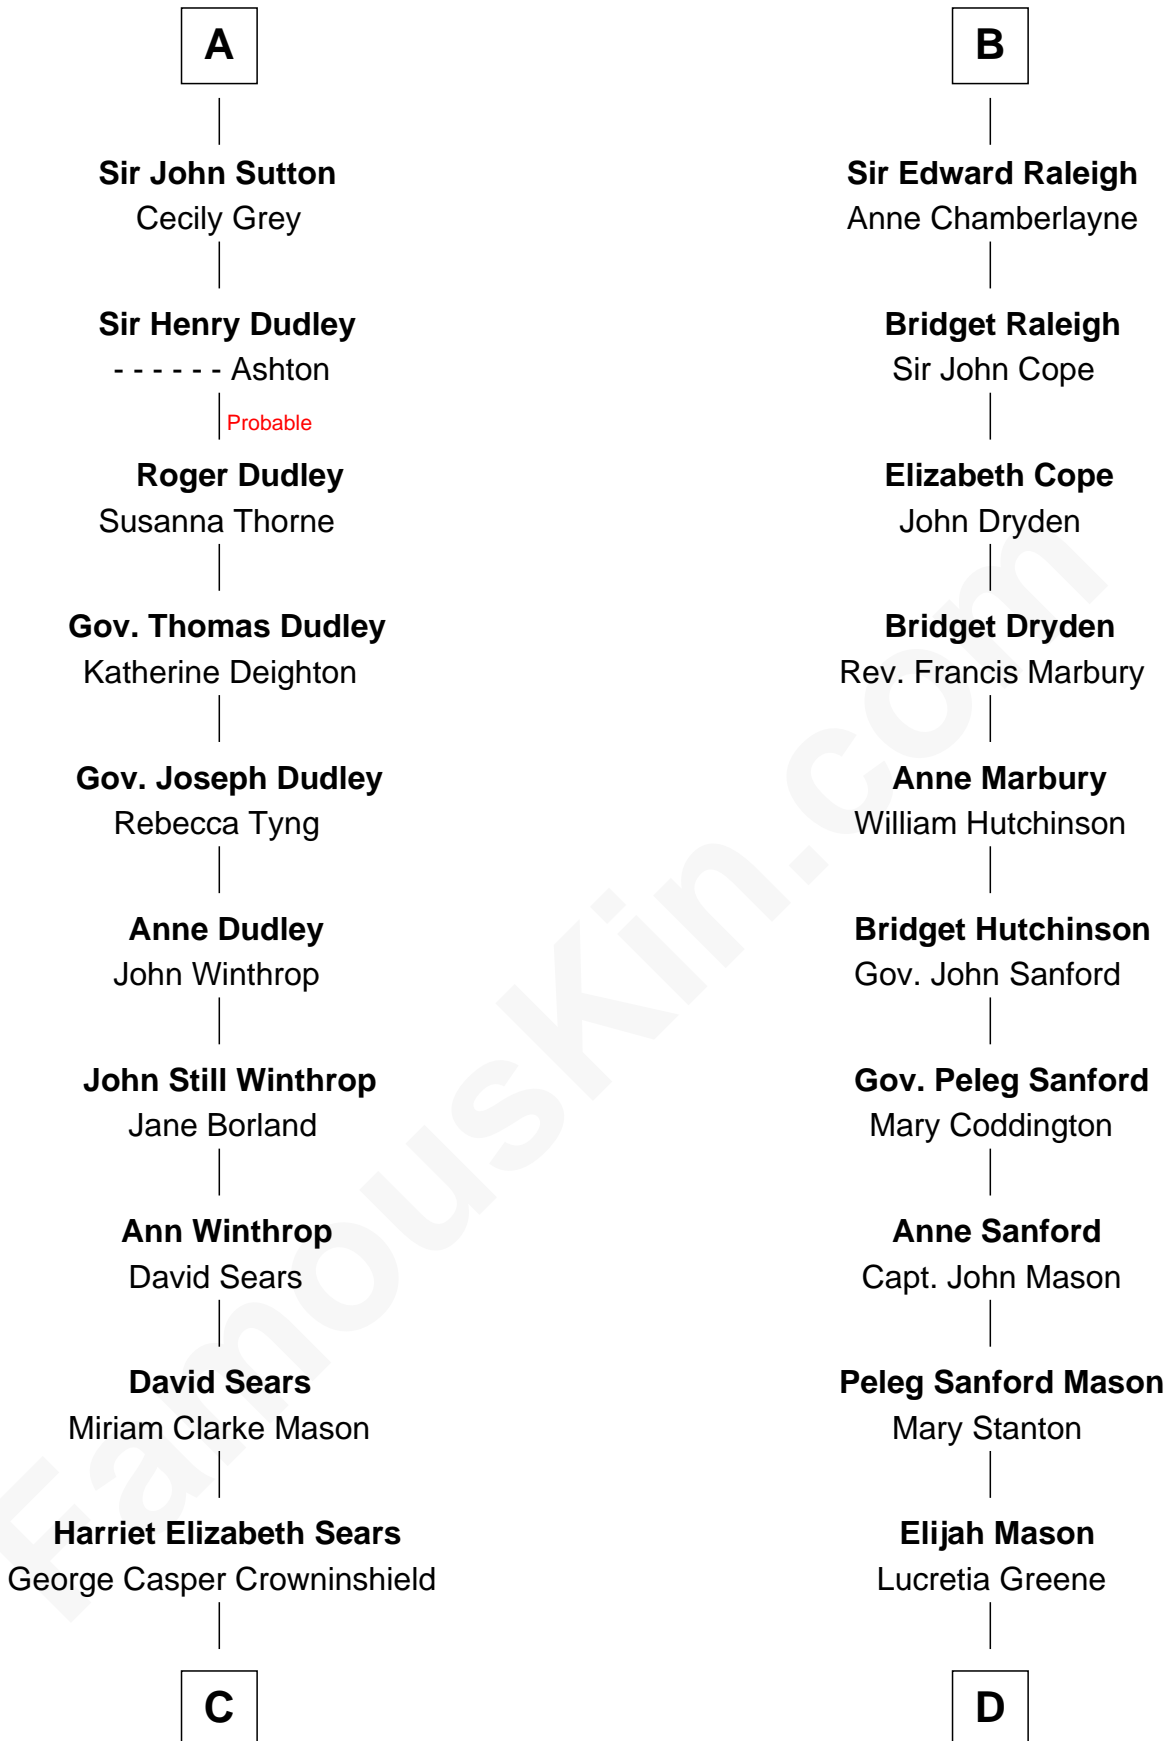 A
Sir John Sutton
Cecily Grey
Sir Henry Dudley
- - - - - - Ashton
Probable
Roger Dudley
Susanna Thorne
Gov. Thomas Dudley
Katherine Deighton
Gov. Joseph Dudley
Rebecca Tyng
Anne Dudley
John Winthrop
John Still Winthrop
Jane Borland
Ann Winthrop
David Sears
David Sears
Miriam Clarke Mason
Harriet Elizabeth Sears
George Casper Crowninshield
C
B
Sir Edward Raleigh
Anne Chamberlayne
Bridget Raleigh
Sir John Cope
Elizabeth Cope
John Dryden
Bridget Dryden
Rev. Francis Marbury
Anne Marbury
William Hutchinson
Bridget Hutchinson
Gov. John Sanford
Gov. Peleg Sanford
Mary Coddington
Anne Sanford
Capt. John Mason
Peleg Sanford Mason
Mary Stanton
Elijah Mason
Lucretia Greene
D
FamousKin.com